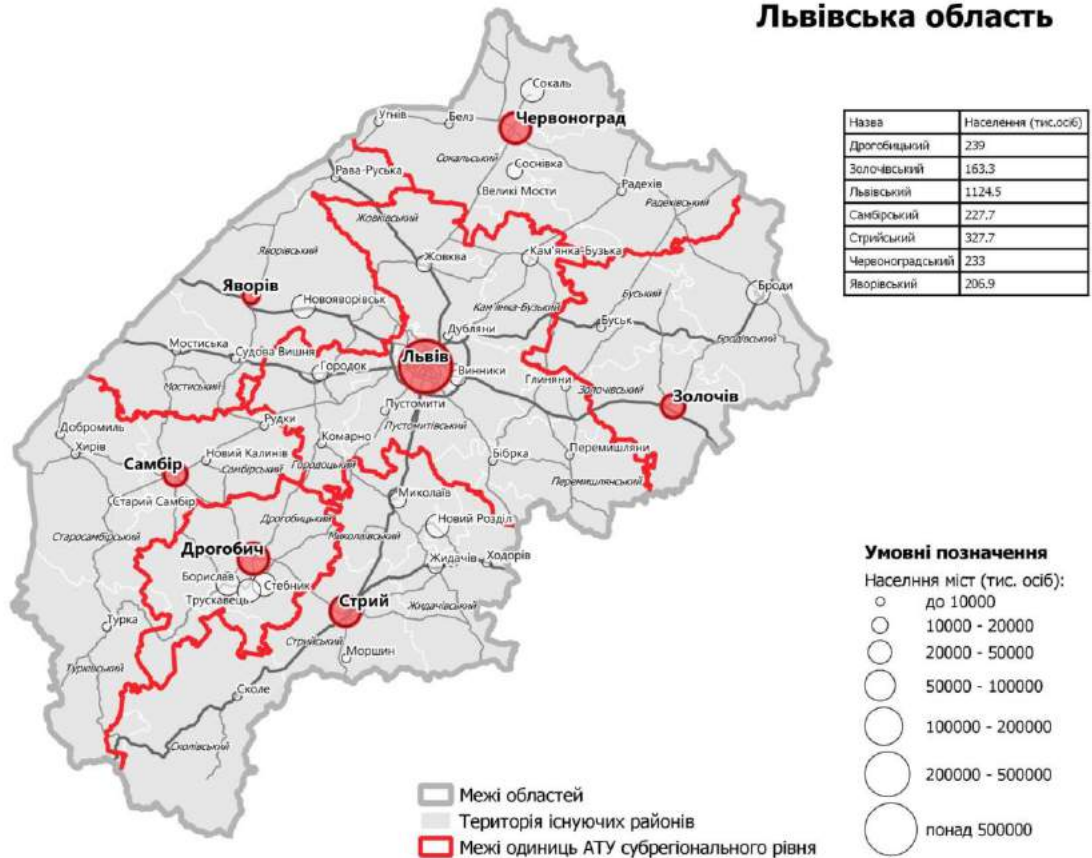 Львівська область
Назва Населення (тис.осіб)
Дрогобицький 239
Золочівський 163.3
Львівський 1124.5
Самбірський 227.7
Стрийський 327.7
Червоноградський 233
Яворівський 206.9
Сокаль
Угнів
Белз
Червоноград
Сокальський
Соснівка
Рава-Руська
Великі Мости
Радехів
Радехівський
Жовківський
Яворівський
Жовква
Кам'янка-Бузька
Яворів
Новояворівськ
Кам'янка-Бузький
Буський
Броди
Дубляни
Буськ
Бродівський
Мостиська
Судова Вишня
Львів
Городок
Винники
Мостиський
Глиняни
Золочівський
Золочів
Пустомити
Пустомитівський
Добромиль
Рудки
Хирів
Комарно
Новий Калинів
Самбір
Самбірський
Городоцький
Бібрка
Перемишляни
Перемишлянський
Старий Самбір
Миколаїв
Старосамбірський
Дрогобицький
Миколаївський
Новий Розділ
Дрогобич
Жидачів
Ходорів
Борислав
Стебник
Трускавець
Стрий
Жидачівський
Турка
Стрийський
Моршин
Турківський
Сколе
Сколівський
Умовні позначення
Населння міст (тис. осіб):
до 10000
10000 - 20000
20000 - 50000
50000 - 100000
100000 - 200000
200000 - 500000
понад 500000
Межі областей
Територія існуючих районів
Межі одиниць АТУ субрегіонального рівня